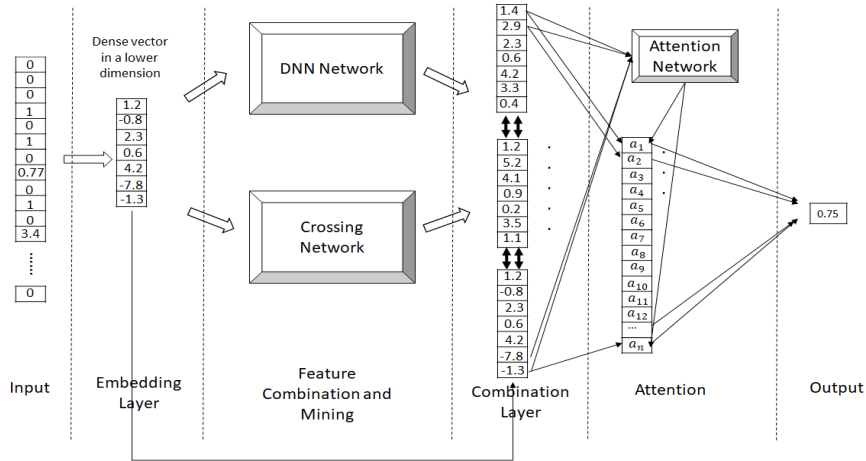 0
0
0
1
0
1
0
0.77
0
1
0
3.4
......
0
Input
Dense vector
in a lower
dimension
1.2
-0.8
2.3
0.6
4.2
-7.8
-1.3
Embedding
Layer
DNN Network
Crossing
Network
Feature
Combination and
Mining
1.4
2.9
2.3
0.6
4.2
3.3
0.4
1.2
5.2
4.1
0.9
0.2
3.5
1.1
1.2
-0.8
2.3
0.6
4.2
-7.8
-1.3
Combination
Layer
Attention
Network
a1
a2
a3
a4
a5
a6
a7
a8
a9
a10
a11
a12
...
an
Attention
0.75
Output